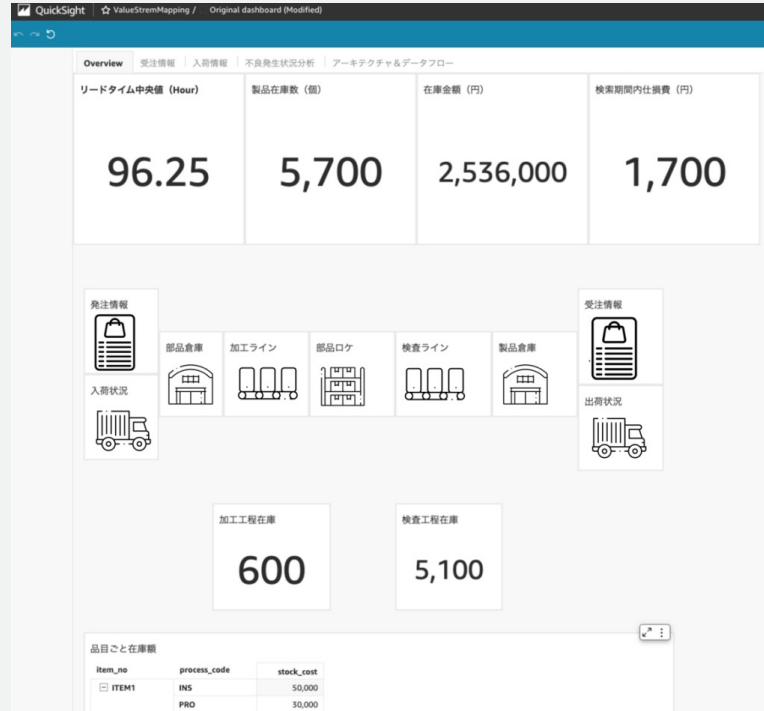 QuickSight ☆ ValueStremMapping / Original dashboard (Modified)
Overview 受注情報 入荷情報 不良発生状況分析 アーキテクチャ&データフロー
リードタイム中央値（Hour） 製品在庫数（個） 在庫金額（円） 検索期間内仕損費（円）
96.25 5,700 2,536,000 1,700
発注情報 受注情報
部品倉庫 加工ライン 部品ロケ 検査ライン 製品倉庫
入荷状況 出荷状況
加工工程在庫 検査工程在庫
600 5,100
品目ごと在庫額
item_no process_code stock_cost
ITEM1 INS 50,000
PRO 30,000